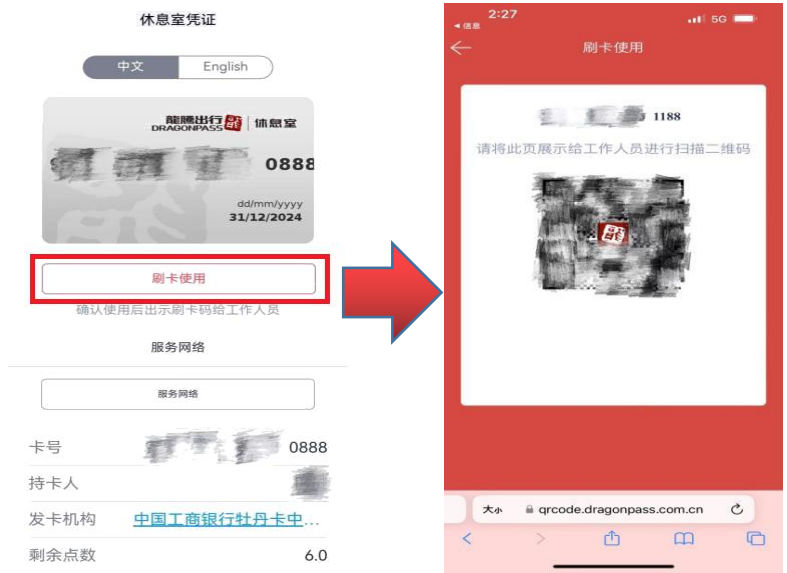 休息室凭证
中文
English
龍騰出行
DRAGONPASS
休息室
0888
dd/mm/yyyy
31/12/2024
刷卡使用
确认使用后出示刷卡码给工作人员
服务网络
服务网络
卡号
0888
持卡人
发卡机构
中国工商银行牡丹卡中...
剩余点数
6.0
2:27
5G
信息
刷卡使用
1188
请将此页展示给工作人员进行扫描二维码
大小
qrcode.dragonpass.com.cn